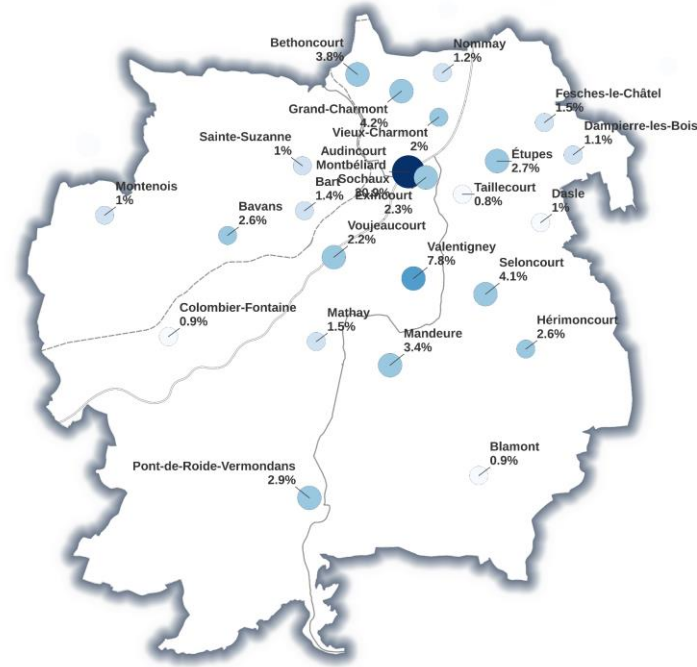 Bethoncourt
3.8%
Nommay
1.2%
Grand-Charmont
4.2%
Fesches-le-Châtel
1.5%
Vieux-Charmont
2%
Dampierre-les-Bois
1.1%
Sainte-Suzanne
1%
Audincourt
Montbéliard
Sochaux
Exincourt
2.3%
Étupes
2.7%
Taillecourt
0.8%
Dasle
1%
Montenois
1%
Bart
1.4%
Bavans
2.6%
Voujeaucourt
2.2%
Valentigney
7.8%
Seloncourt
4.1%
Colombier-Fontaine
0.9%
Mathay
1.5%
Mandeure
3.4%
Hérimoncourt
2.6%
Blamont
0.9%
Pont-de-Roide-Vermondans
2.9%